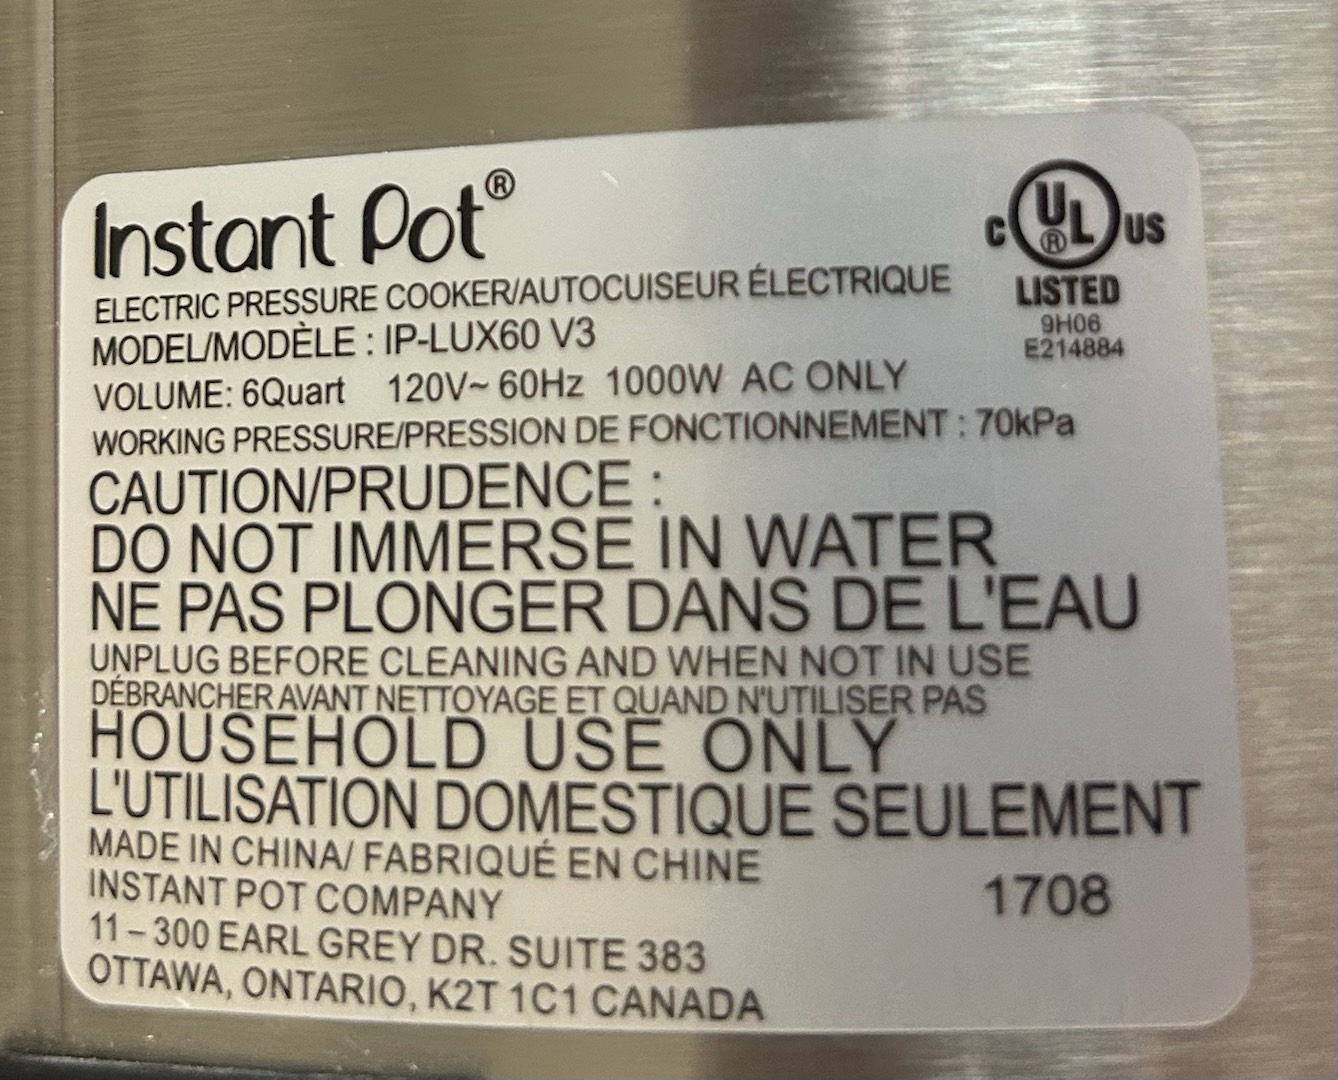 Instant Pot®
ELECTRIC PRESSURE COOKER/AUTOCUISEUR ÉLECTRIQUE
MODEL/MODÈLE : IP-LUX60 V3
VOLUME: 6Quart 120V~ 60Hz 1000W AC ONLY
WORKING PRESSURE/PRESSION DE FONCTIONNEMENT : 70kPa
C UL® US
LISTED
9H06
E214884
CAUTION/PRUDENCE :
DO NOT IMMERSE IN WATER
NE PAS PLONGER DANS DE L'EAU
UNPLUG BEFORE CLEANING AND WHEN NOT IN USE
DÉBRANCHER AVANT NETTOYAGE ET QUAND N'UTILISER PAS
HOUSEHOLD USE ONLY
L'UTILISATION DOMESTIQUE SEULEMENT
MADE IN CHINA/ FABRIQUÉ EN CHINE
INSTANT POT COMPANY
11 – 300 EARL GREY DR. SUITE 383
OTTAWA, ONTARIO, K2T 1C1 CANADA
1708